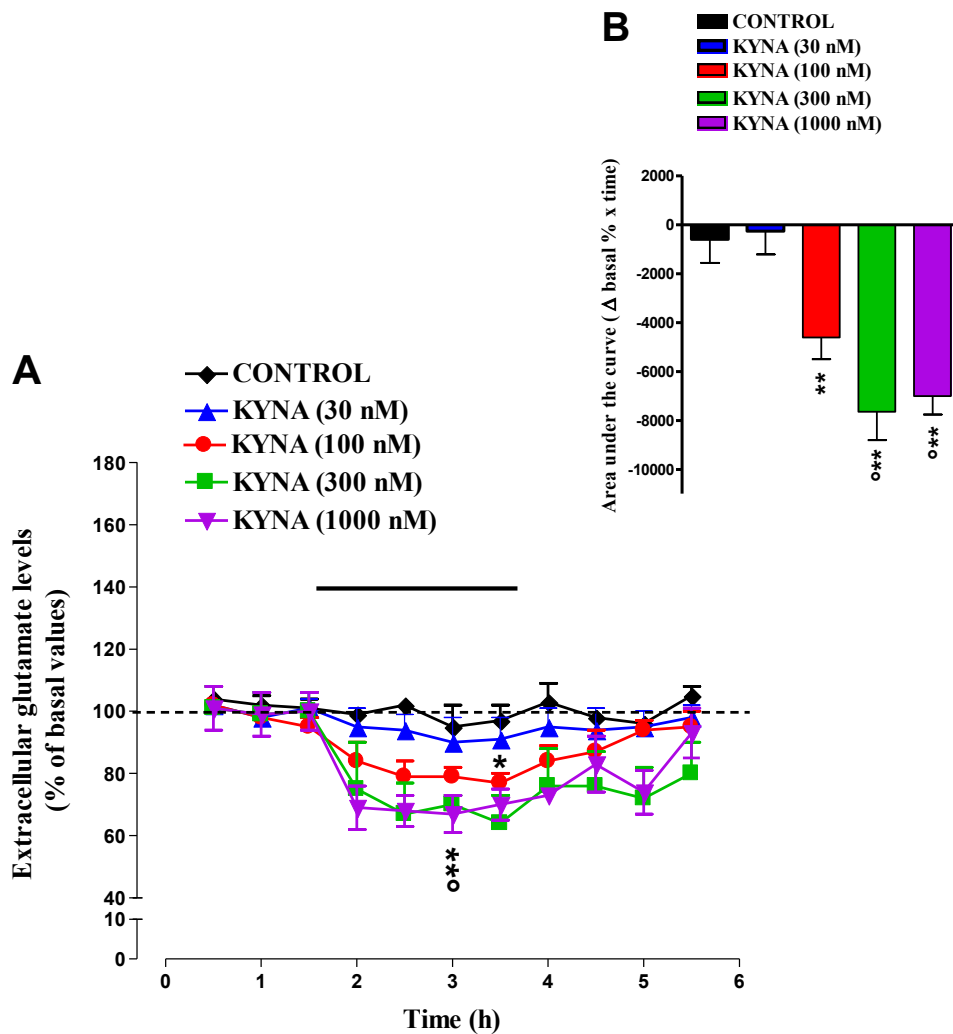 B
CONTROL
KYNA (30 nM)
KYNA (100 nM)
KYNA (300 nM)
KYNA (1000 nM)
Area under the curve ( Δ basal % x time)
2000
0
-2000
-4000
-6000
-8000
-10000
**
°**
°**
A
CONTROL
KYNA (30 nM)
KYNA (100 nM)
KYNA (300 nM)
KYNA (1000 nM)
Extracellular glutamate levels
(% of basal values)
180
160
140
120
100
80
60
40
10
0
*
°**
0 1 2 3 4 5 6
Time (h)